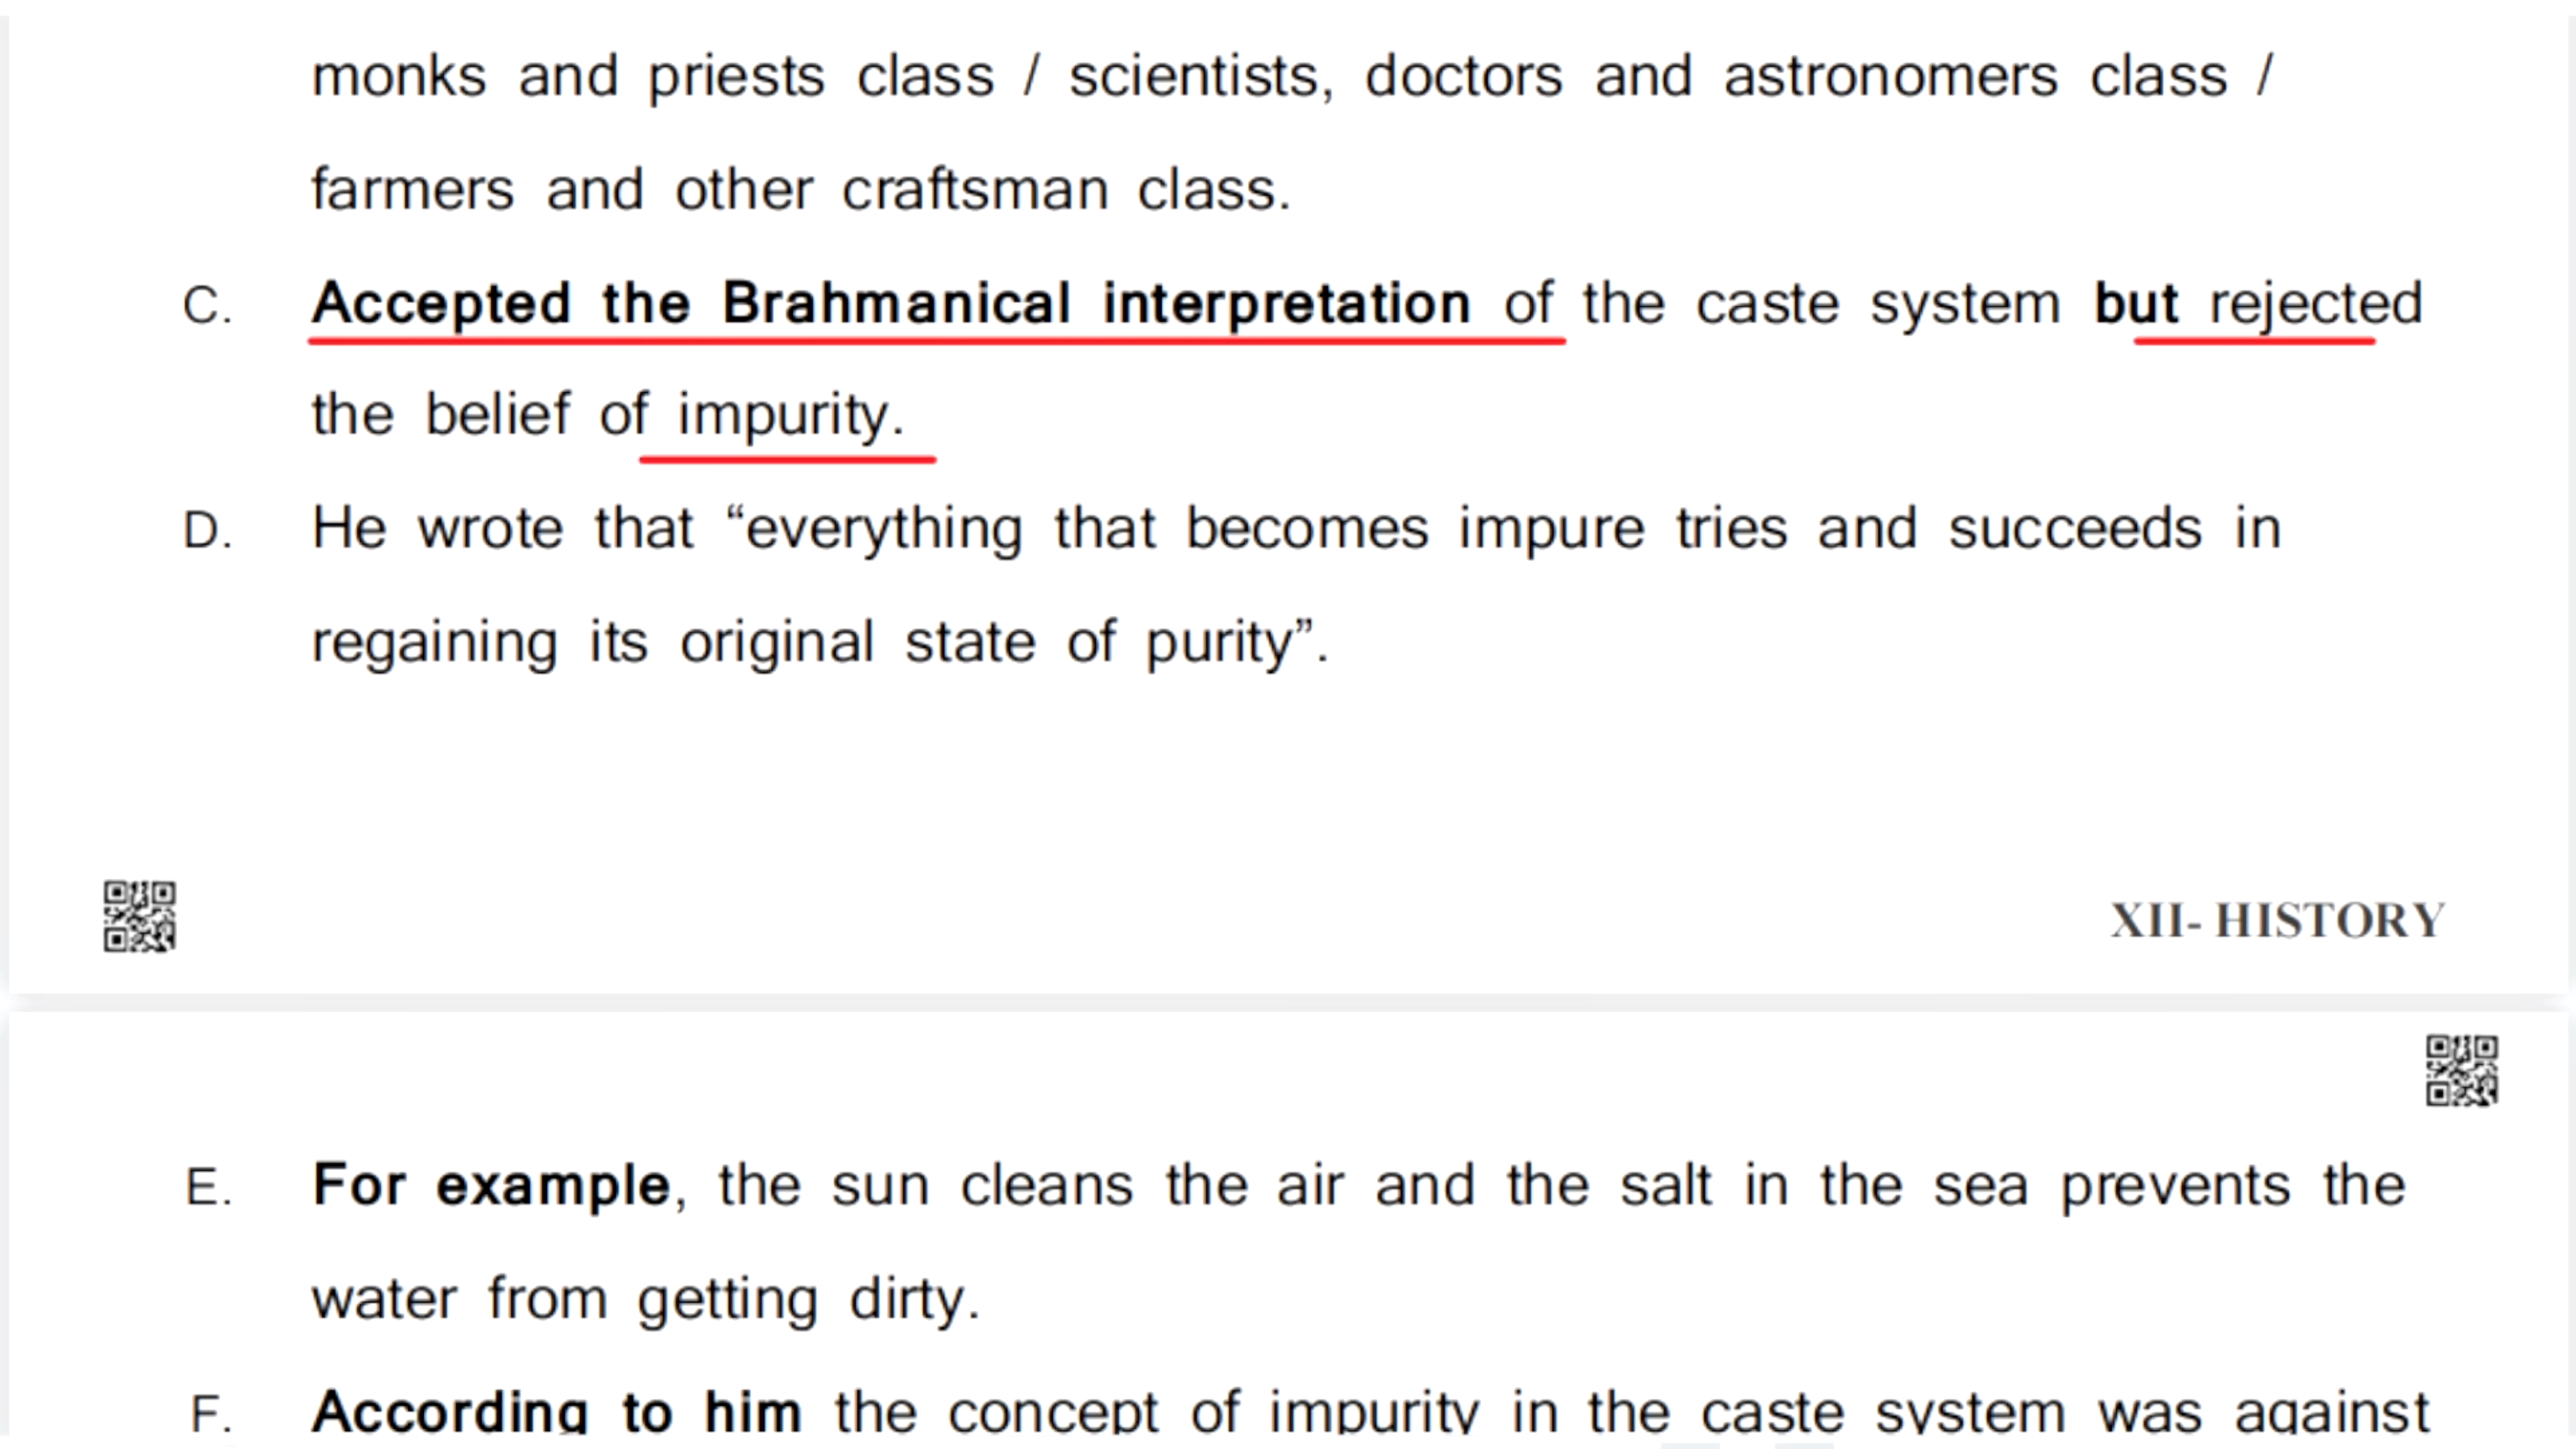 monks and priests class / scientists, doctors and astronomers class /
farmers and other craftsman class.
C. Accepted the Brahmanical interpretation of the caste system but rejected
the belief of impurity.
D. He wrote that “everything that becomes impure tries and succeeds in
regaining its original state of purity”.
XII- HISTORY
E. For example, the sun cleans the air and the salt in the sea prevents the
water from getting dirty.
F. According to him the concept of impurity in the caste system was against